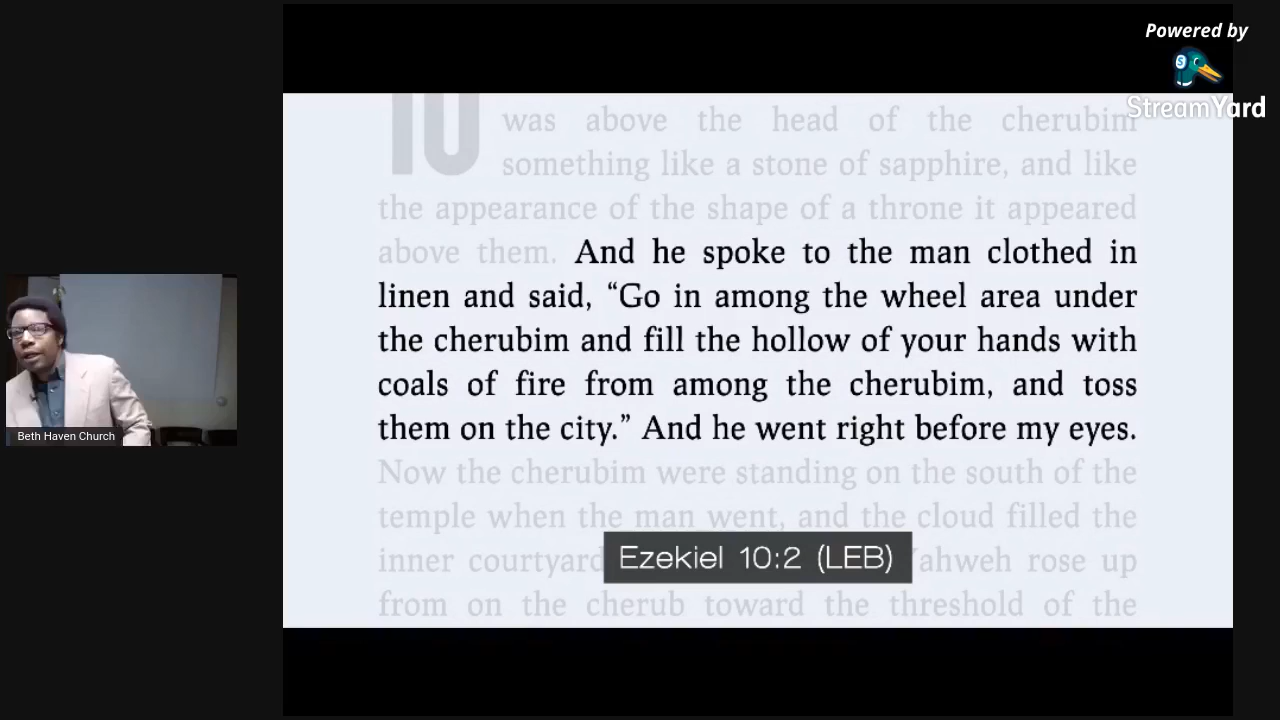 Powered by
StreamYard
10 was above the head of the cherubim
something like a stone of sapphire, and like
the appearance of the shape of a throne it appeared
above them. And he spoke to the man clothed in
linen and said, “Go in among the wheel area under
the cherubim and fill the hollow of your hands with
coals of fire from among the cherubim, and toss
them on the city.” And he went right before my eyes.
Now the cherubim were standing on the south of the
temple when the man went, and the cloud filled the
inner courtyard ahweh rose up
from on the cherub toward the threshold of the
Ezekiel 10:2 (LEB)
Beth Haven Church